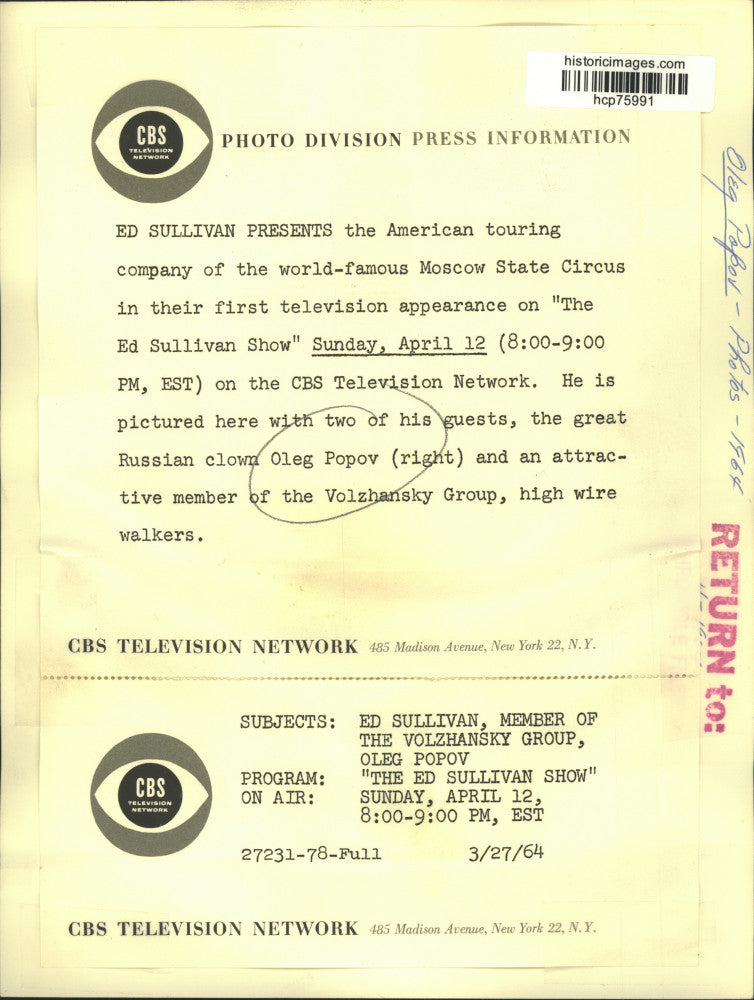 historicimages.com
hcp75991
CBS
TELEVISION
NETWORK
PHOTO DIVISION PRESS INFORMATION
ED SULLIVAN PRESENTS the American touring
company of the world-famous Moscow State Circus
in their first television appearance on "The
Ed Sullivan Show" Sunday, April 12 (8:00-9:00
PM, EST) on the CBS Television Network. He is
pictured here with two of his guests, the great
Russian clown Oleg Popov (right) and an attrac-
tive member of the Volzhansky Group, high wire
walkers.
CBS TELEVISION NETWORK 485 Madison Avenue, New York 22, N.Y.
CBS
TELEVISION
NETWORK
SUBJECTS: ED SULLIVAN, MEMBER OF
THE VOLZHANSKY GROUP,
OLEG POPOV
PROGRAM: "THE ED SULLIVAN SHOW"
ON AIR: SUNDAY, APRIL 12,
8:00-9:00 PM, EST
27231-78-Full 3/27/64
CBS TELEVISION NETWORK 485 Madison Avenue, New York 22, N.Y.
Oleg Popov - Photos - 1964
RETURN to: